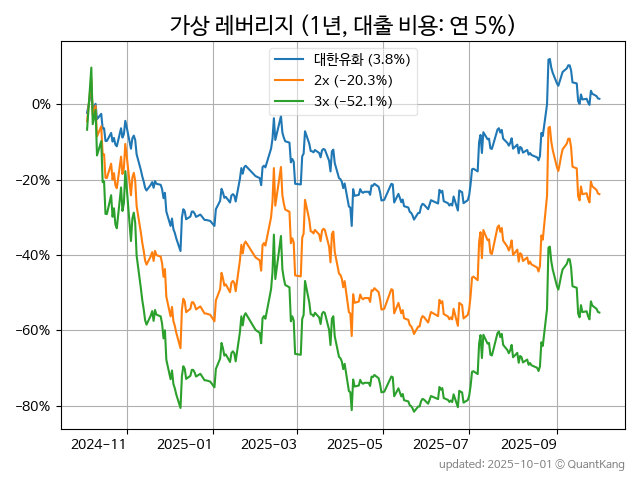 가상 레버리지 (1년, 대출 비용: 연 5%)
대한유화 (3.8%)
2x (−20.3%)
3x (−52.1%)
0%
−20%
−40%
−60%
−80%
2024−11 2025−01 2025−03 2025−05 2025−07 2025−09
updated: 2025-10-01 © QuantKang